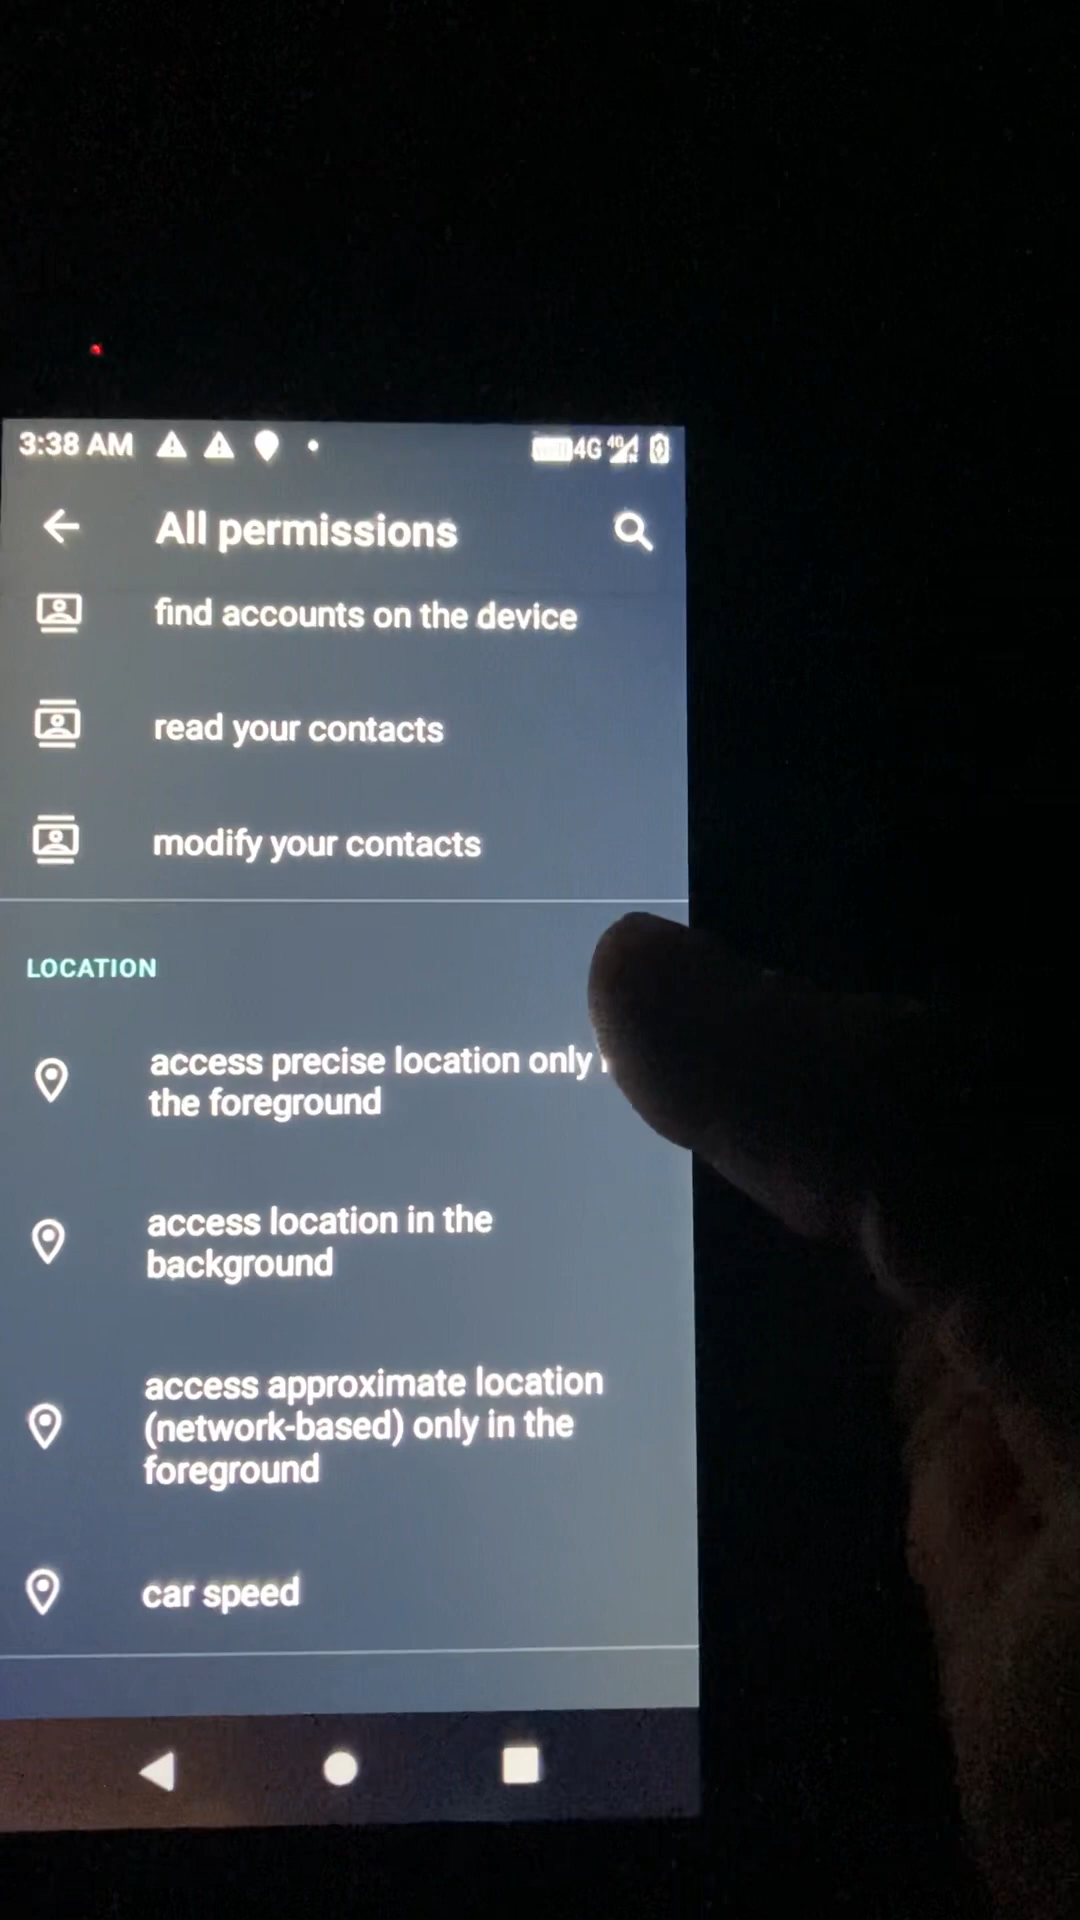 3:38 AM 4G 4G
All permissions
find accounts on the device
read your contacts
modify your contacts
LOCATION
access precise location only
the foreground
access location in the
background
access approximate location
(network-based) only in the
foreground
car speed